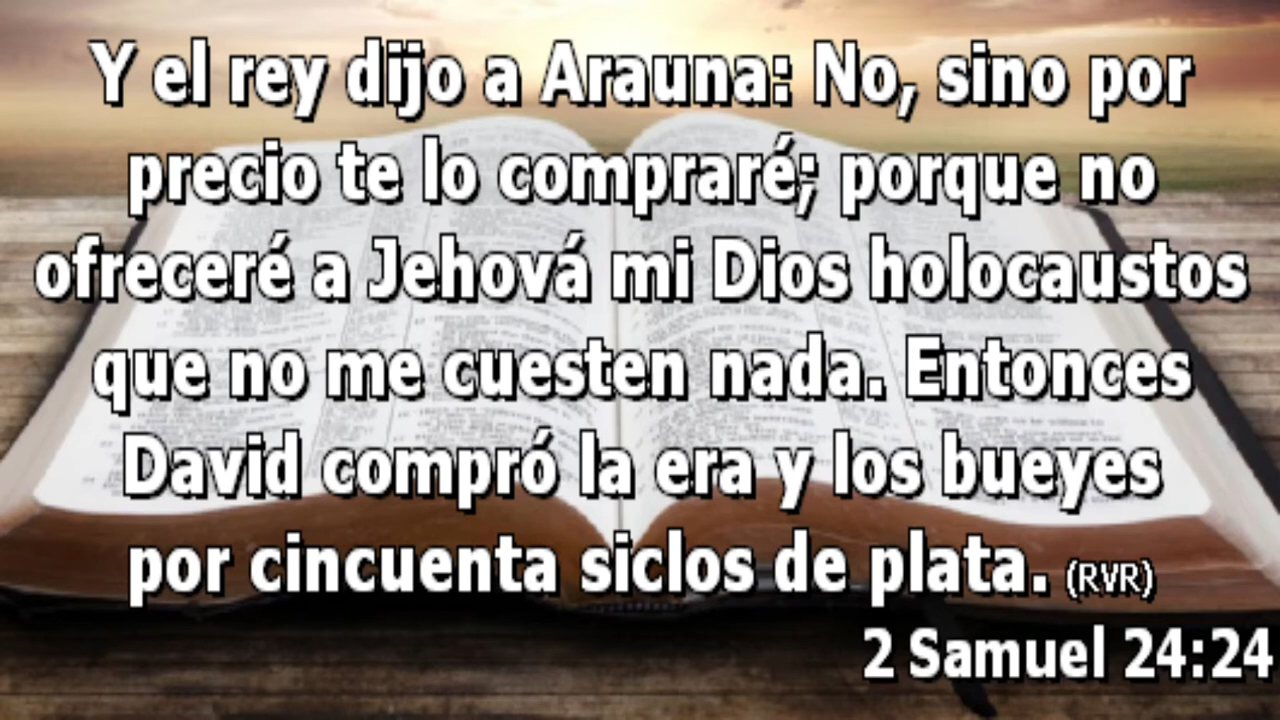 Y el rey dijo a Arauna: No, sino por
precio te lo compraré; porque no
ofreceré a Jehová mi Dios holocaustos
que no me cuesten nada. Entonces
David compró la era y los bueyes
por cincuenta siclos de plata. (RVR)
2 Samuel 24:24